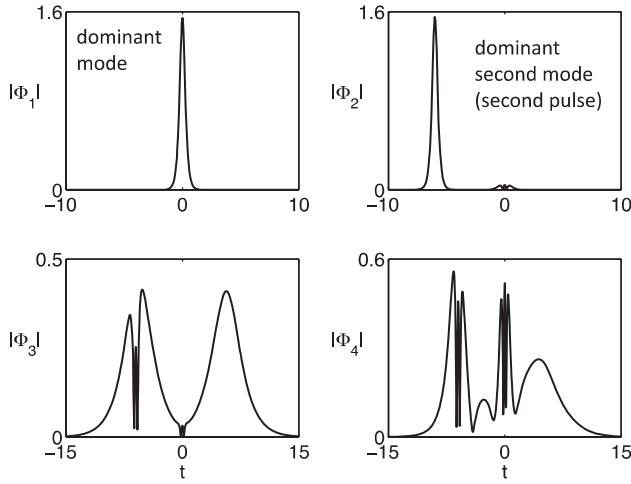 1.6
dominant
mode
|Φ1|
0
−10 0 10
1.6
dominant
second mode
(second pulse)
|Φ2|
0
−10 0 10
0.5
|Φ3|
0
−15 0 15
t
0.6
|Φ4|
0
−15 0 15
t